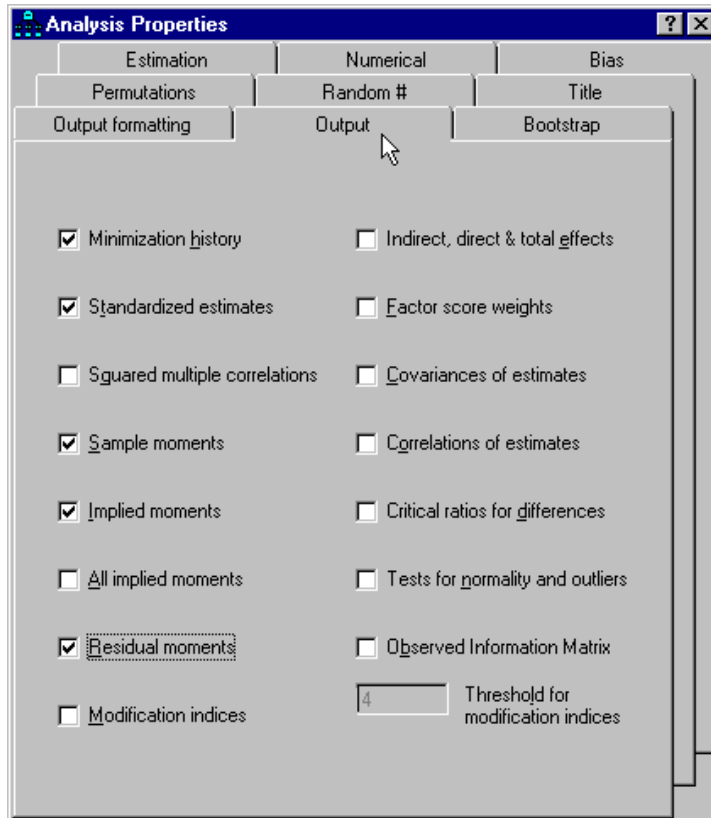 Analysis Properties
Estimation Numerical Bias
Permutations Random # Title
Output formatting Output Bootstrap
Minimization history Indirect, direct & total effects
Standardized estimates Factor score weights
Squared multiple correlations Covariances of estimates
Sample moments Correlations of estimates
Implied moments Critical ratios for differences
All implied moments Tests for normality and outliers
Residual moments Observed Information Matrix
Modification indices 4 Threshold for
modification indices